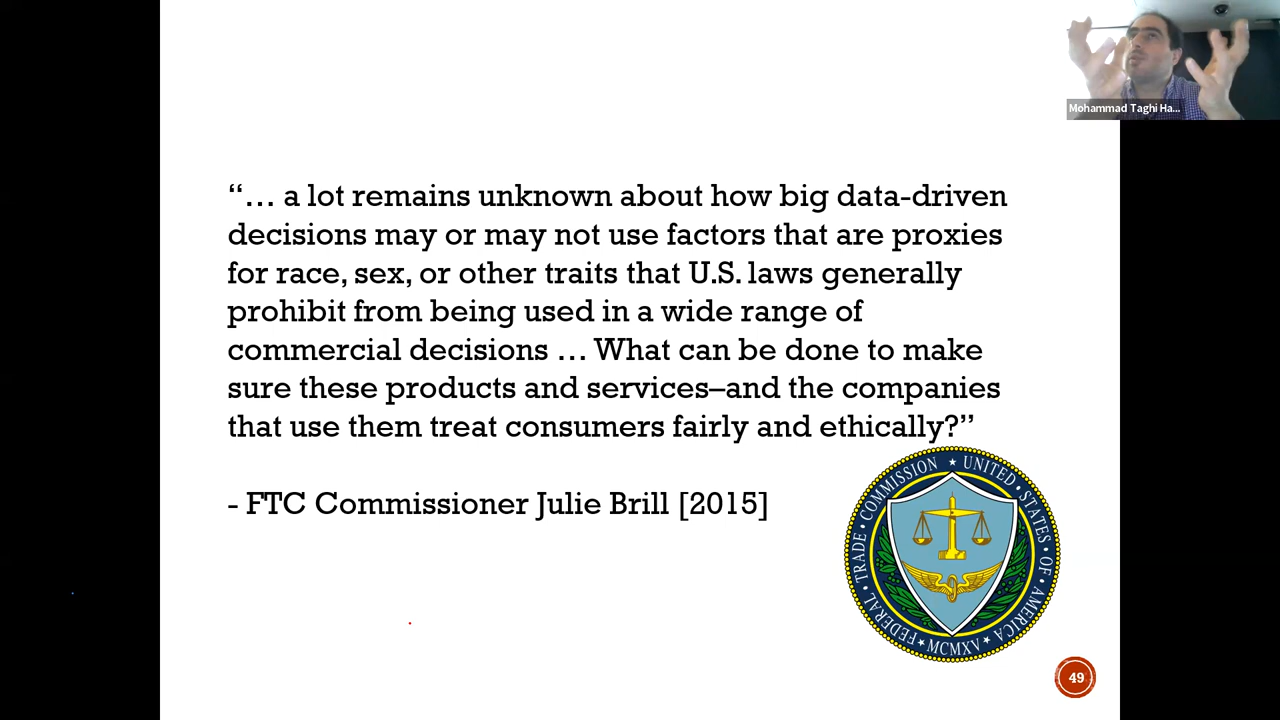 Mohammad Taghi Ha...
“... a lot remains unknown about how big data-driven
decisions may or may not use factors that are proxies
for race, sex, or other traits that U.S. laws generally
prohibit from being used in a wide range of
commercial decisions ... What can be done to make
sure these products and services–and the companies
that use them treat consumers fairly and ethically?”
- FTC Commissioner Julie Brill [2015]
FEDERAL TRADE COMMISSION ★ UNITED ★ STATES ★ OF ★ AMERICA ★ MCMXV ★
49